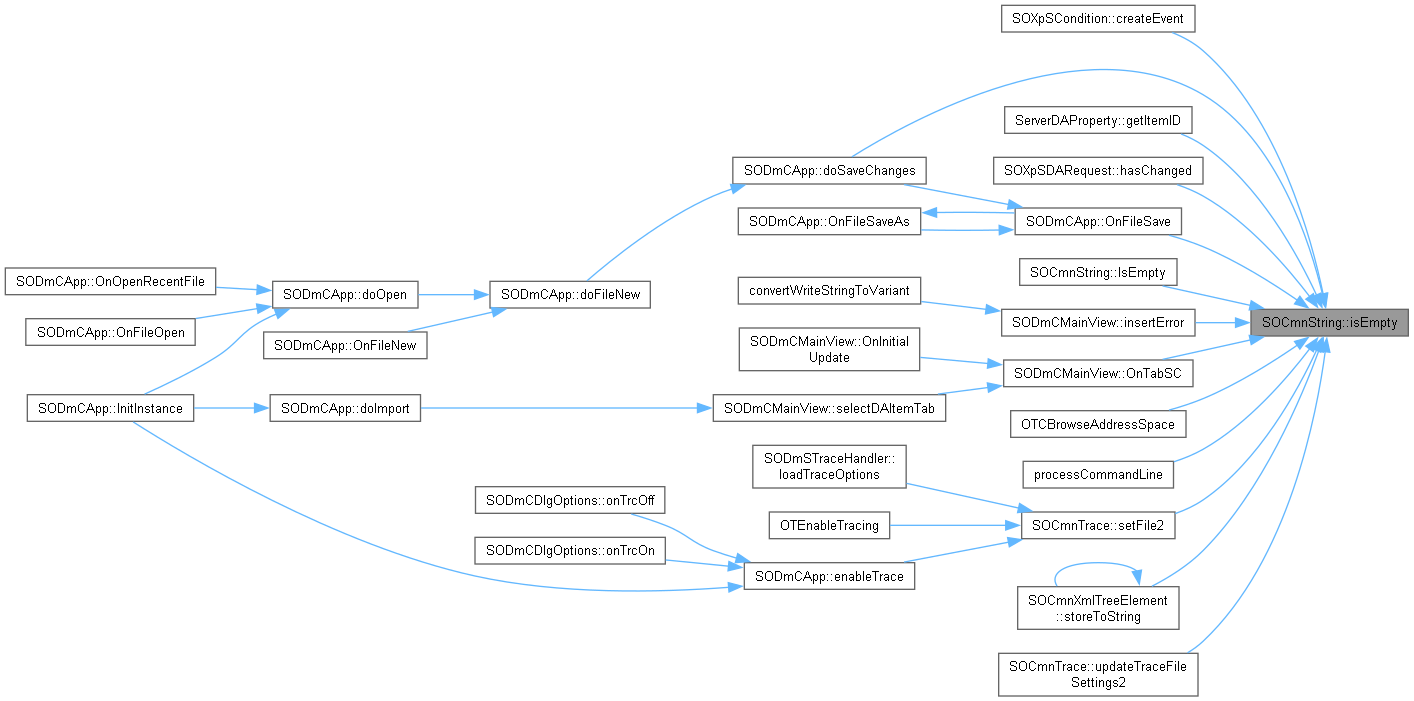 SOXpSCondition::createEvent
ServerDAProperty::getItemID
SODmCApp::doSaveChanges
SOXpSDARequest::hasChanged
SODmCApp::OnFileSaveAs
SODmCApp::OnFileSave
SOCmnString::IsEmpty
SODmCApp::OnOpenRecentFile
SODmCApp::doOpen
SODmCApp::doFileNew
convertWriteStringToVariant
SODmCApp::OnFileOpen
SODmCApp::OnFileNew
SODmCMainView::insertError
SOCmnString::isEmpty
SODmCMainView::OnInitial
Update
SODmCMainView::OnTabSC
SODmCApp::InitInstance
SODmCApp::doImport
SODmCMainView::selectDAItemTab
OTCBrowseAddressSpace
SODmSTraceHandler::
loadTraceOptions
processCommandLine
SODmCDlgOptions::onTrcOff
OTEnableTracing
SOCmnTrace::setFile2
SODmCDlgOptions::onTrcOn
SODmCApp::enableTrace
SOCmnXmlTreeElement
::storeToString
SOCmnTrace::updateTraceFile
Settings2